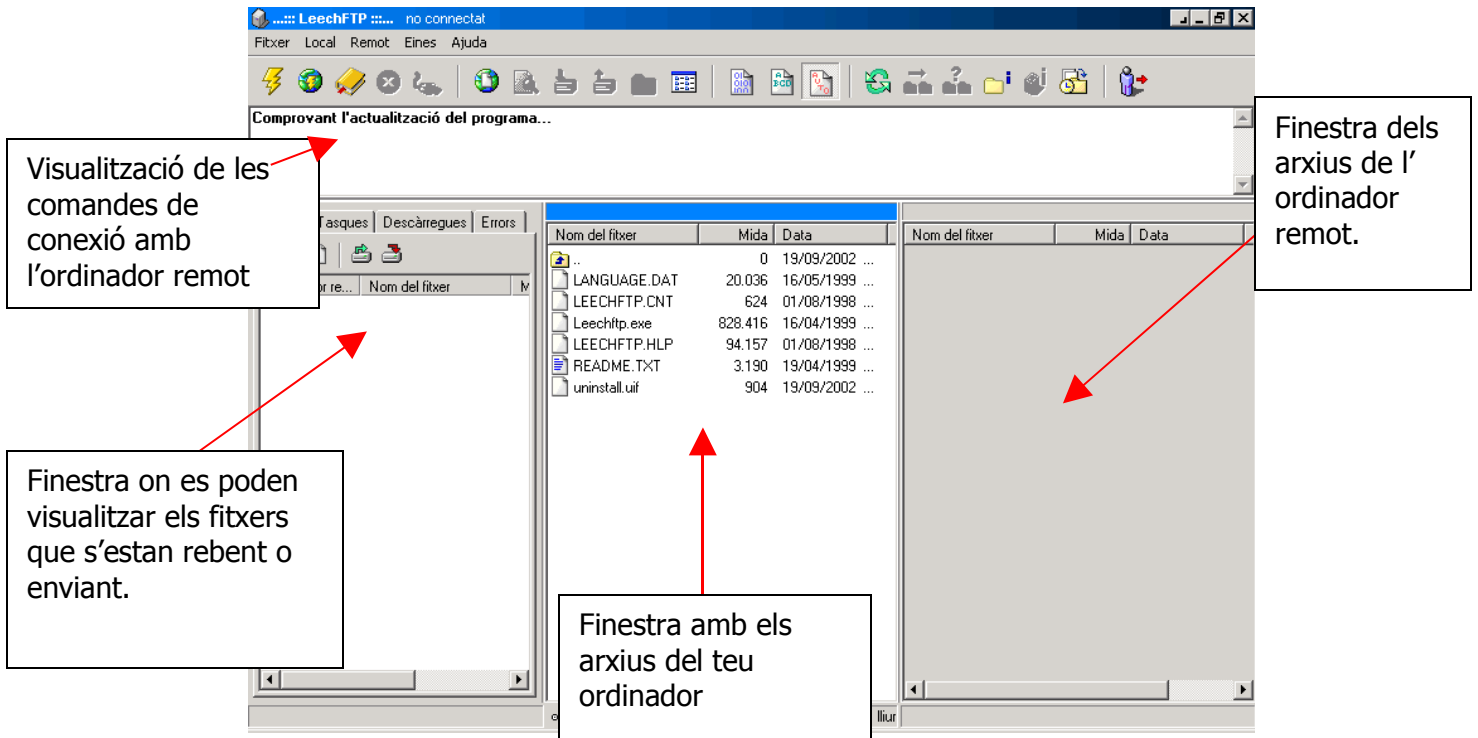 ...::: LeechFTP :::... no connectat
Fitxer Local Remot Eines Ajuda
Comprovant l'actualització del programa...
Visualització de les
comandes de
conexió amb
l'ordinador remot
Finestra dels
arxius de l'
ordinador
remot.
Tasques Descàrregues Errors
Nom del fitxer
Nom del fitxer Mida Data
.. 0 19/09/2002 ...
LANGUAGE.DAT 20.036 16/05/1999 ...
LEECHFTP.CNT 624 01/08/1998 ...
Leechftp.exe 828.416 16/04/1999 ...
LEECHFTP.HLP 94.157 01/08/1998 ...
README.TXT 3.190 19/04/1999 ...
uninstall.uif 904 19/09/2002 ...
Nom del fitxer Mida Data
Finestra on es poden
visualitzar els fitxers
que s'estan rebent o
enviant.
Finestra amb els
arxius del teu
ordinador